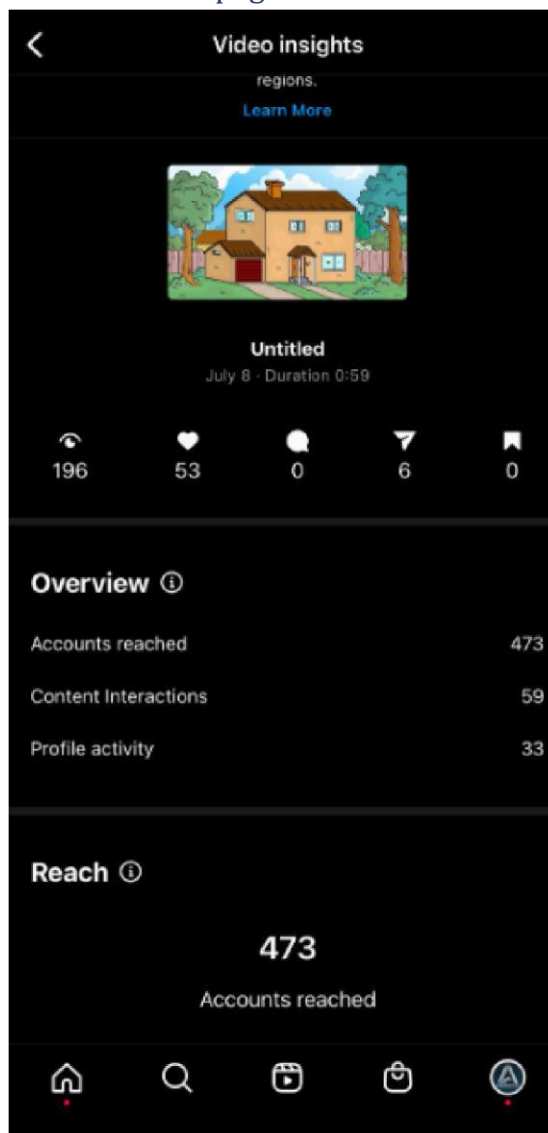 Video insights
regions.
Learn More
Untitled
July 8 · Duration 0:59
196 53 0 6 0
Overview
Accounts reached 473
Content Interactions 59
Profile activity 33
Reach
473
Accounts reached